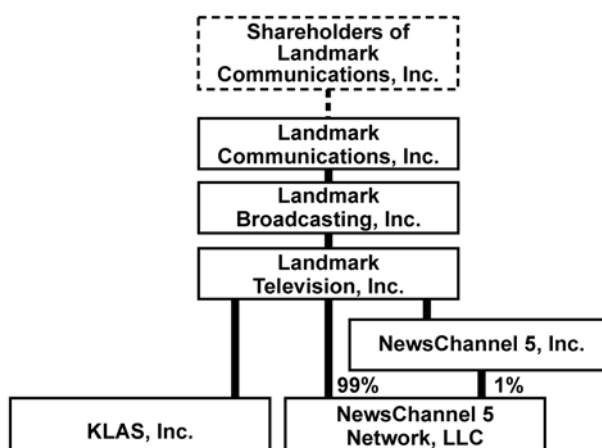 Shareholders of
Landmark
Communications, Inc.
Landmark
Communications, Inc.
Landmark
Broadcasting, Inc.
Landmark
Television, Inc.
NewsChannel 5, Inc.
99%
1%
KLAS, Inc.
NewsChannel 5
Network, LLC